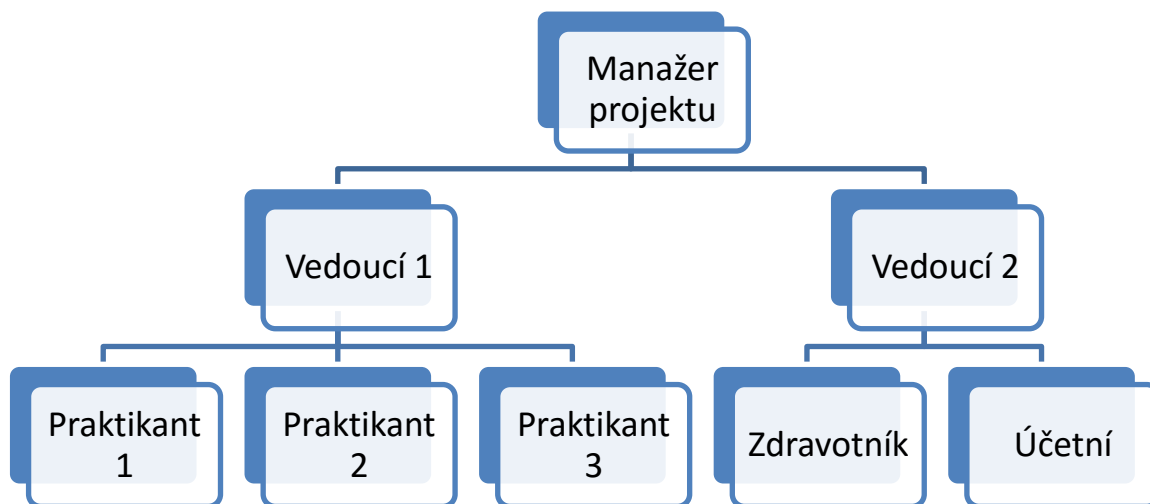 Manažer
projektu
Vedoucí 1
Vedoucí 2
Praktikant
1
Praktikant
2
Praktikant
3
Zdravotník
Účetní